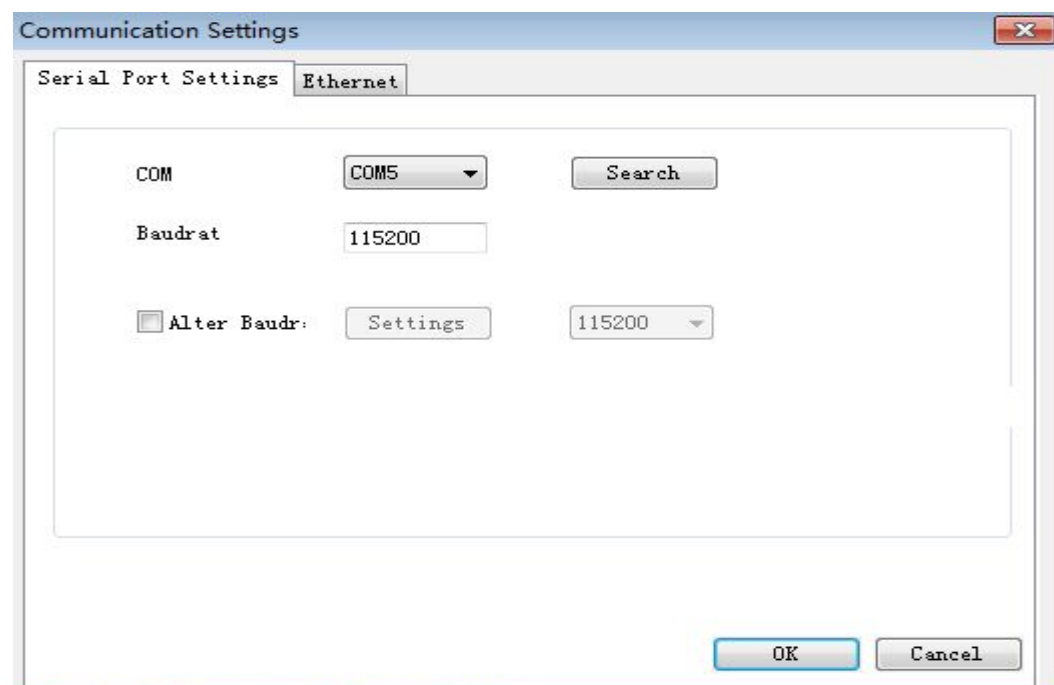 Communication Settings
Serial Port Settings Ethernet
COM COM5 Search
Baudrat 115200
Alter Baudr: Settings 115200
OK Cancel